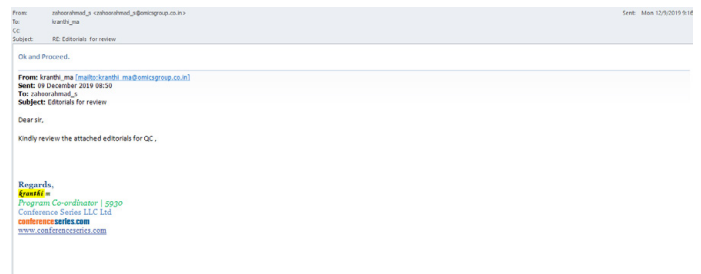 From: zahoorahmad_s <zahoorahmad_s@omicsgroup.co.in>
Sent: Mon 12/9/2019 9:16
To: kranthi_ma
Cc:
Subject: RE: Editorials for review
Ok and Proceed.
From: kranthi_ma [mailto:kranthi_ma@omicsgroup.co.in]
Sent: 09 December 2019 08:50
To: zahoorahmad_s
Subject: Editorials for review
Dear sir,
Kindly review the attached editorials for QC ,
Regards,
kranthi m
Program Co-ordinator | 5930
Conference Series LLC Ltd
conferenceseries.com
www.conferenceseries.com